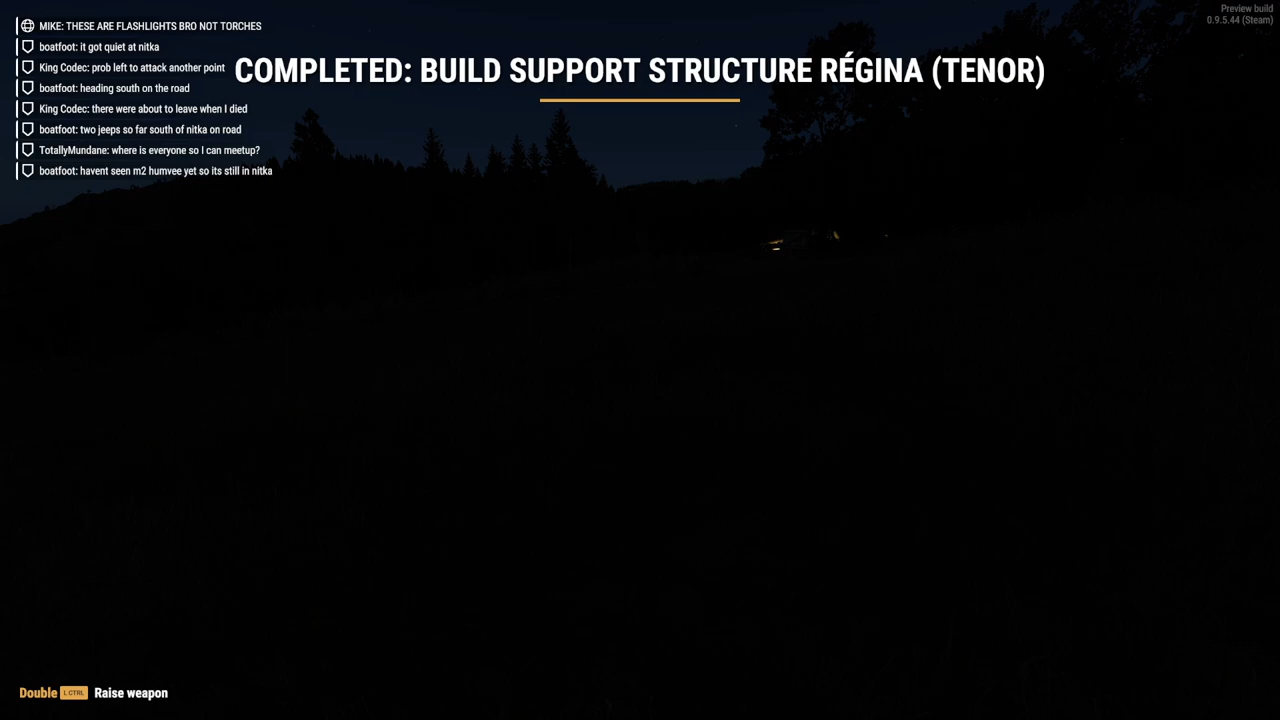 Preview build
0.9.5.44 (Steam)
MIKE: THESE ARE FLASHLIGHTS BRO NOT TORCHES
boatfoot: it got quiet at nitka
King Codec: prob left to attack another point
boatfoot: heading south on the road
King Codec: there were about to leave when I died
boatfoot: two jeeps so far south of nitka on road
TotallyMundane: where is everyone so I can meetup?
boatfoot: havent seen m2 humvee yet so its still in nitka
COMPLETED: BUILD SUPPORT STRUCTURE RÉGINA (TENOR)
Double L CTRL Raise weapon